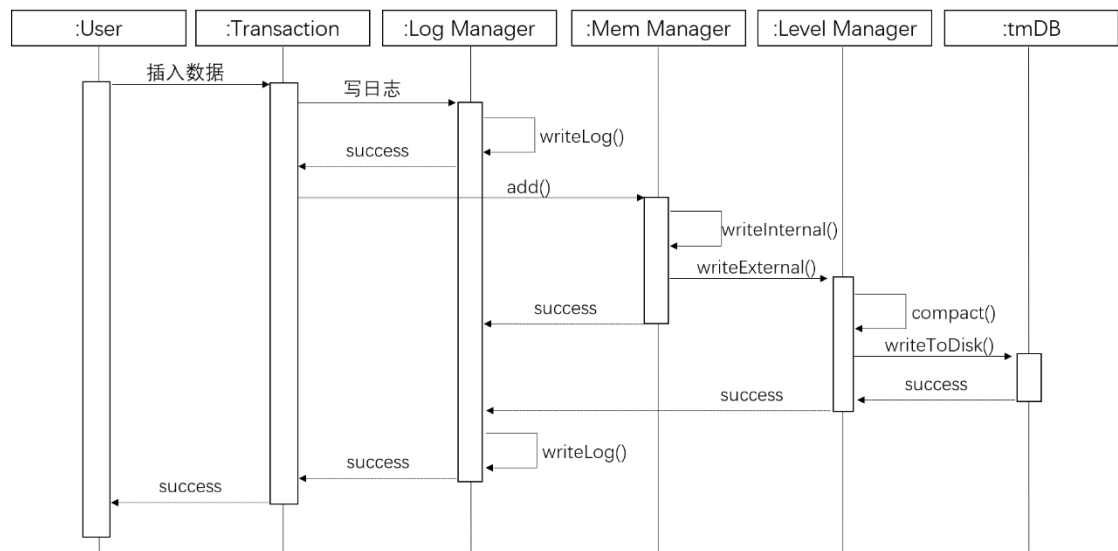 :User
:Transaction
:Log Manager
:Mem Manager
:Level Manager
:tmDB
插入数据
写日志
writeLog()
success
add()
writeInternal()
writeExternal()
compact()
success
writeToDisk()
success
success
writeLog()
success
success